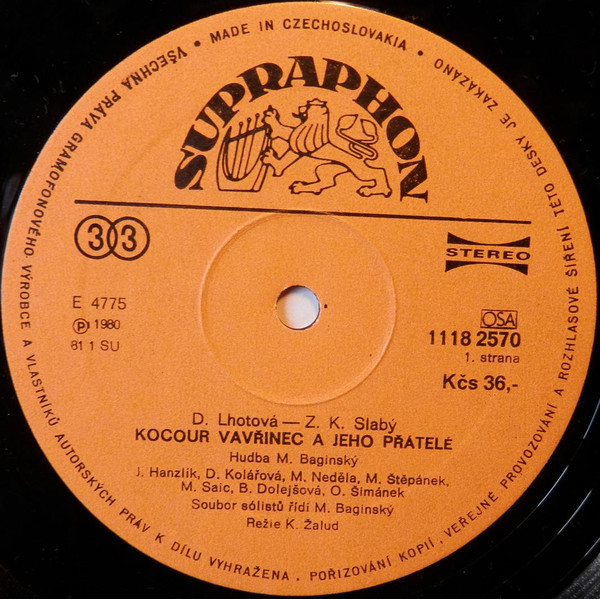 • MADE IN CZECHOSLOVAKIA •
VŠECHNA PRÁVA GRAMOFONOVÉHO VÝROBCE A VLASTNÍKŮ AUTORSKÝCH PRÁV K DÍLU VYHRAŽENA. POŘIZOVÁNÍ KOPIÍ, VEŘEJNÉ PROVOZOVÁNÍ A ROZHLASOVÉ ŠÍŘENÍ TÉTO DESKY JE ZAKÁZÁNO
SUPRAPHON
33
STEREO
E 4775
Ⓟ 1980
81 1 SU
OSA
1118 2570
1. strana
Kčs 36,-
D. Lhotová — Z. K. Slabý
KOCOUR VAVŘINEC A JEHO PŘÁTELÉ
Hudba M. Baginský
J. Hanzlík, D. Kolářová, M. Neděla, M. Štěpánek,
M. Saic, B. Dolejšová, O. Šimánek
Soubor sólistů řídí M. Baginský
Režie K. Žalud